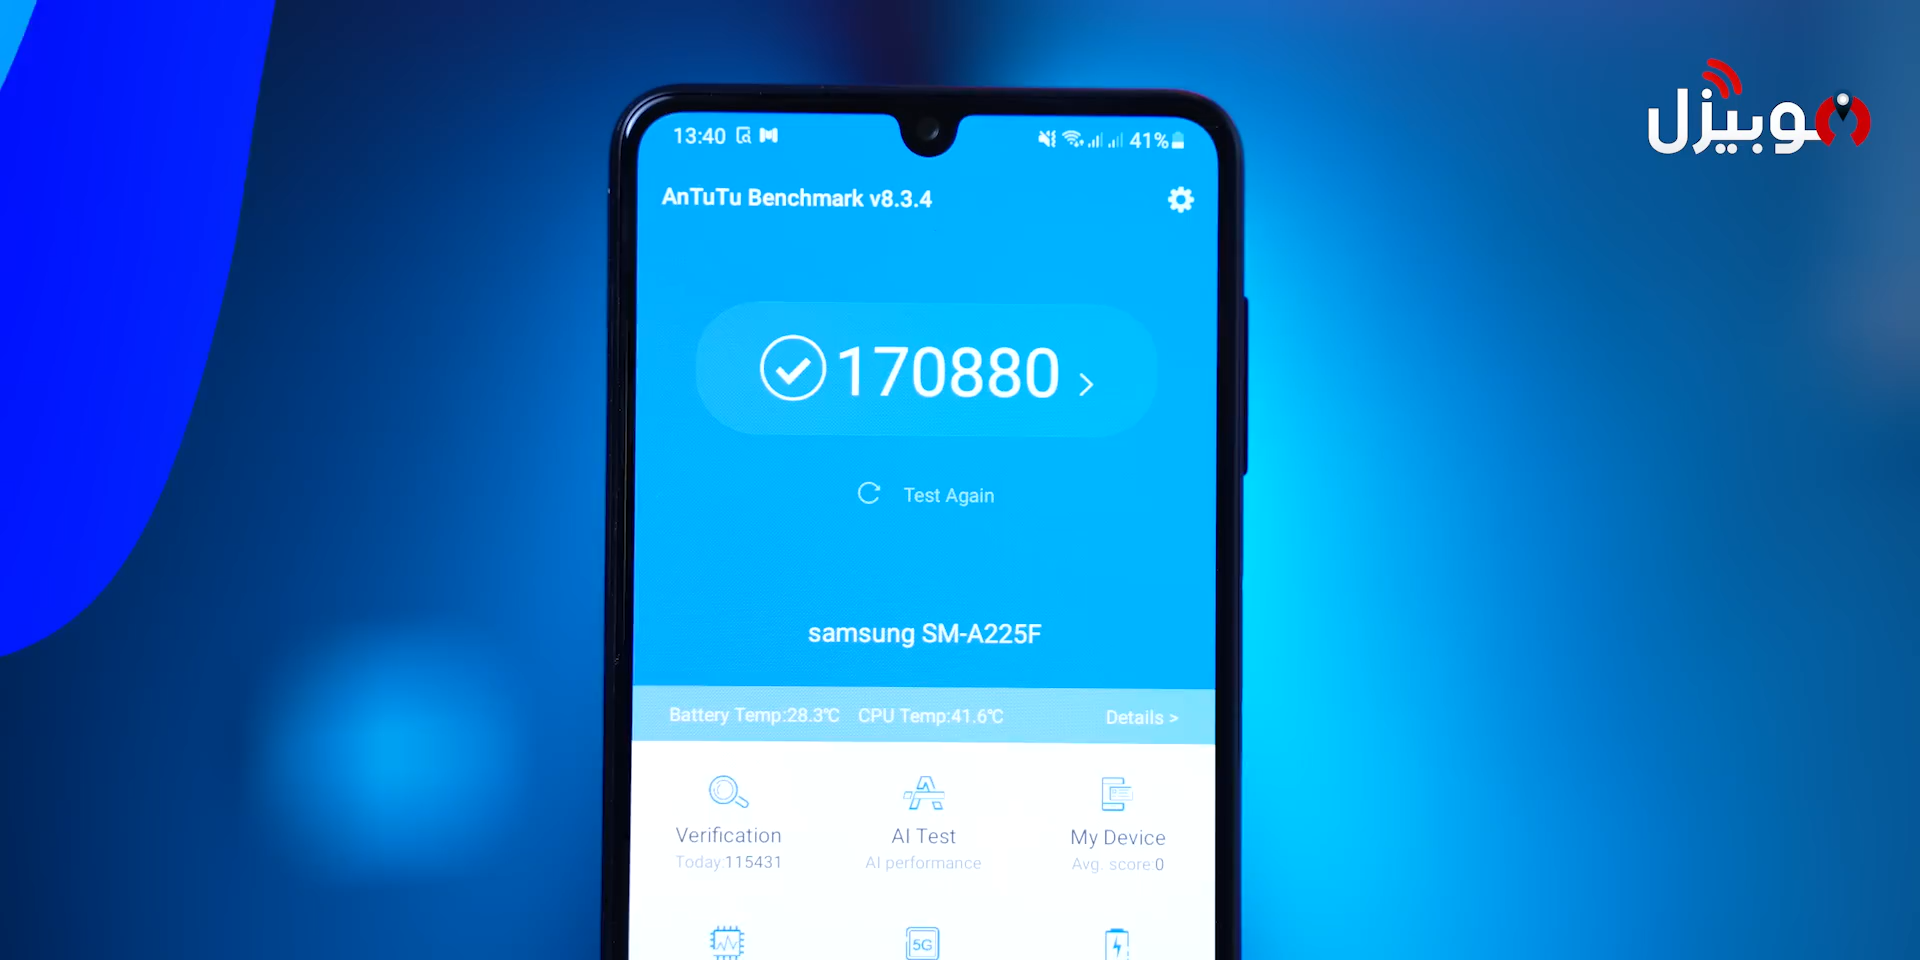 موبيزل
13:40 41%
AnTuTu Benchmark v8.3.4
170880 >
Test Again
samsung SM-A225F
Battery Temp:28.3℃ CPU Temp:41.6℃ Details >
Verification AI Test My Device
Today:115431 AI performance Avg. score:0
5G